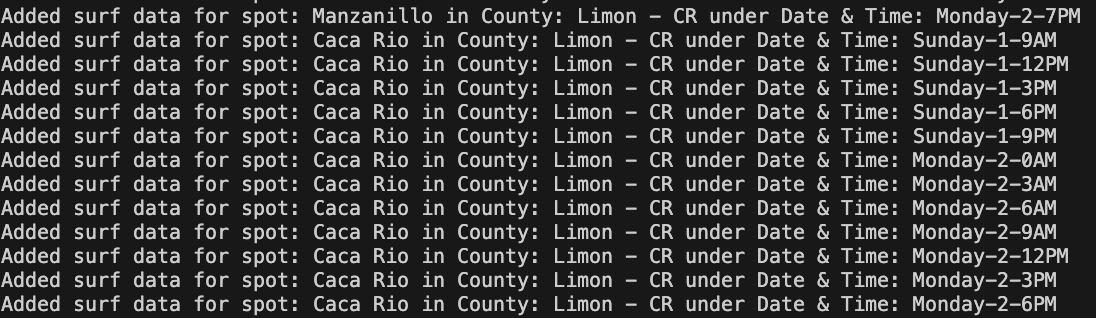 Added surf data for spot: Manzanillo in County: Limon - CR under Date & Time: Monday-2-7PM
Added surf data for spot: Caca Rio in County: Limon - CR under Date & Time: Sunday-1-9AM
Added surf data for spot: Caca Rio in County: Limon - CR under Date & Time: Sunday-1-12PM
Added surf data for spot: Caca Rio in County: Limon - CR under Date & Time: Sunday-1-3PM
Added surf data for spot: Caca Rio in County: Limon - CR under Date & Time: Sunday-1-6PM
Added surf data for spot: Caca Rio in County: Limon - CR under Date & Time: Sunday-1-9PM
Added surf data for spot: Caca Rio in County: Limon - CR under Date & Time: Monday-2-0AM
Added surf data for spot: Caca Rio in County: Limon - CR under Date & Time: Monday-2-3AM
Added surf data for spot: Caca Rio in County: Limon - CR under Date & Time: Monday-2-6AM
Added surf data for spot: Caca Rio in County: Limon - CR under Date & Time: Monday-2-9AM
Added surf data for spot: Caca Rio in County: Limon - CR under Date & Time: Monday-2-12PM
Added surf data for spot: Caca Rio in County: Limon - CR under Date & Time: Monday-2-3PM
Added surf data for spot: Caca Rio in County: Limon - CR under Date & Time: Monday-2-6PM